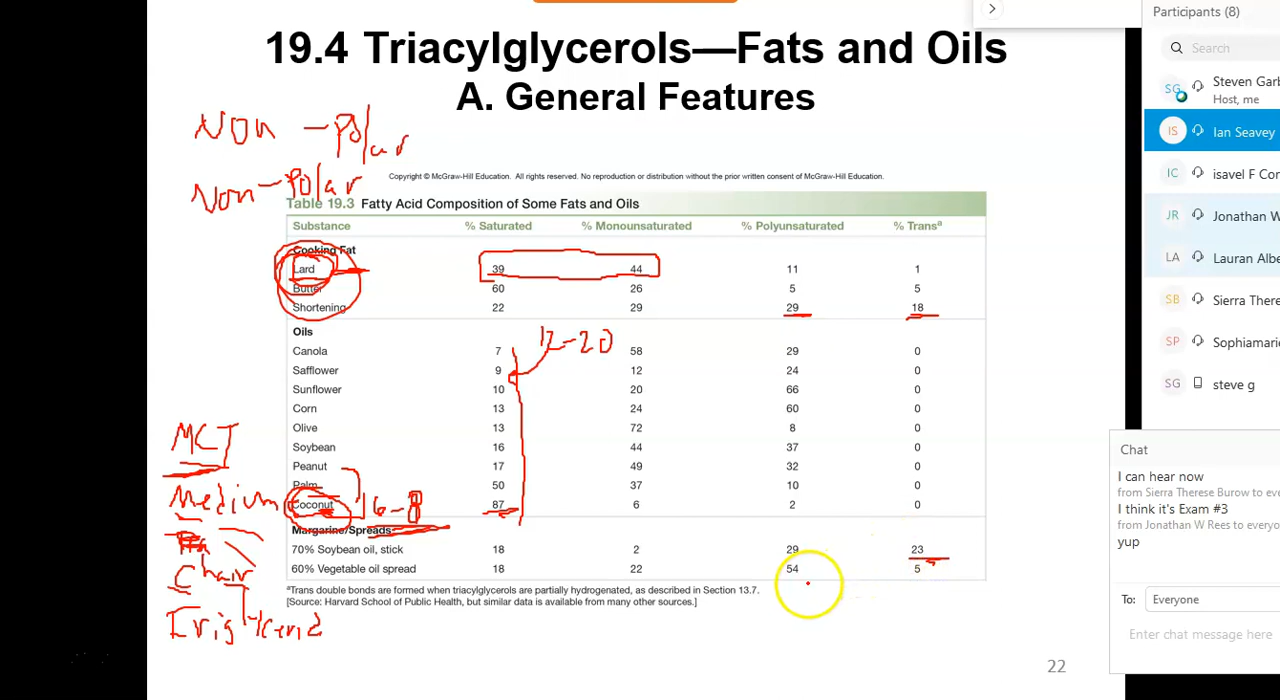 19.4 Triacylglycerols—Fats and Oils
A. General Features
Non - Polar
Non - Polar
Copyright © McGraw-Hill Education. All rights reserved. No reproduction or distribution without the prior written consent of McGraw-Hill Education.
Table 19.3 Fatty Acid Composition of Some Fats and Oils
Substance % Saturated % Monounsaturated % Polyunsaturated % Transᵃ
Cooking Fat
Lard 39 44 11 1
Butter 60 26 5 5
Shortening 22 29 29 18
Oils
12-20
Canola 7 58 29 0
Safflower 9 12 24 0
Sunflower 10 20 66 0
Corn 13 24 60 0
Olive 13 72 8 0
Soybean 16 44 37 0
Peanut 17 49 32 0
Palm 50 37 10 0
Coconut 87 6 2 0
6-8
MCT
Medium
Chain
Margarine/Spreads
70% Soybean oil, stick 18 2 29 23
60% Vegetable oil spread 18 22 54 5
ᵃTrans double bonds are formed when triacylglycerols are partially hydrogenated, as described in Section 13.7.
[Source: Harvard School of Public Health, but similar data is available from many other sources.]
22
Participants (8)
Search
SG Steven Garb
Host, me
IS Ian Seavey
IC isavel F Cor
JR Jonathan W
LA Lauran Albe
SB Sierra There
SP Sophiamarie
SG steve g
Chat
I can hear now
from Sierra Therese Burow to eve
I think it's Exam #3
from Jonathan W Rees to everyo
yup
To: Everyone
Enter chat message here